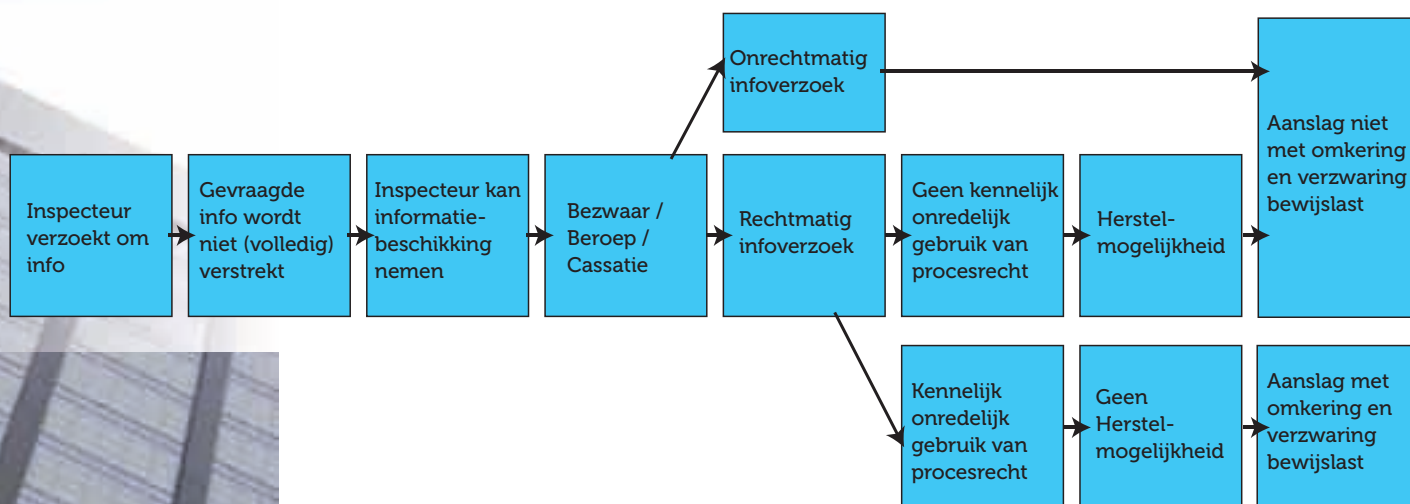 Onrechtmatig
infoverzoek
Inspecteur
verzoekt om
info
Gevraagde
info wordt
niet (volledig)
verstrekt
Inspecteur kan
informatie-
beschikking
nemen
Bezwaar /
Beroep /
Cassatie
Rechtmatig
infoverzoek
Geen kennelijk
onredelijk
gebruik van
procesrecht
Herstel-
mogelijkheid
Aanslag niet
met omkering
en verzwaring
bewijslast
Kennelijk
onredelijk
gebruik van
procesrecht
Geen
Herstel-
mogelijkheid
Aanslag met
omkering en
verzwaring
bewijslast